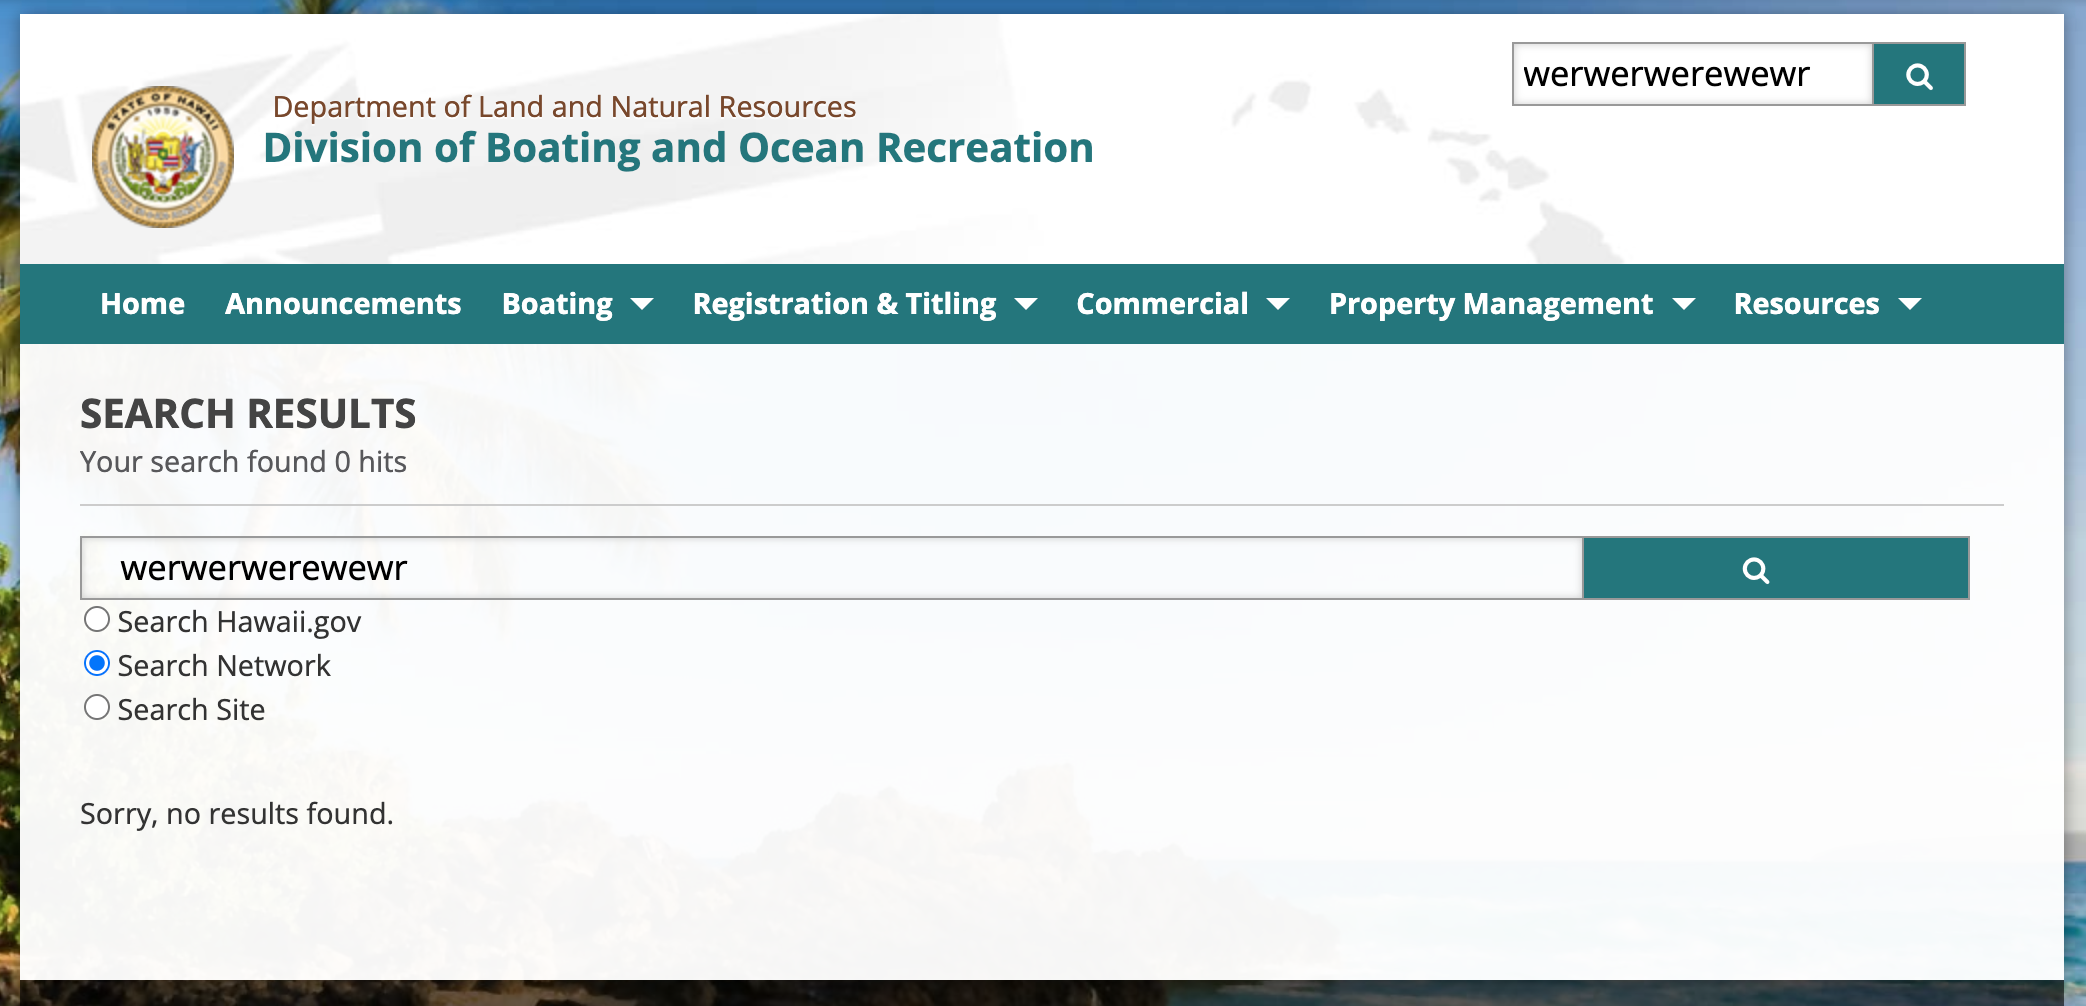 werwerwerewewr
STATE OF HAWAII
1959
Department of Land and Natural Resources
Division of Boating and Ocean Recreation
Home Announcements Boating Registration & Titling Commercial Property Management Resources
SEARCH RESULTS
Your search found 0 hits
werwerwerewewr
Search Hawaii.gov
Search Network
Search Site
Sorry, no results found.